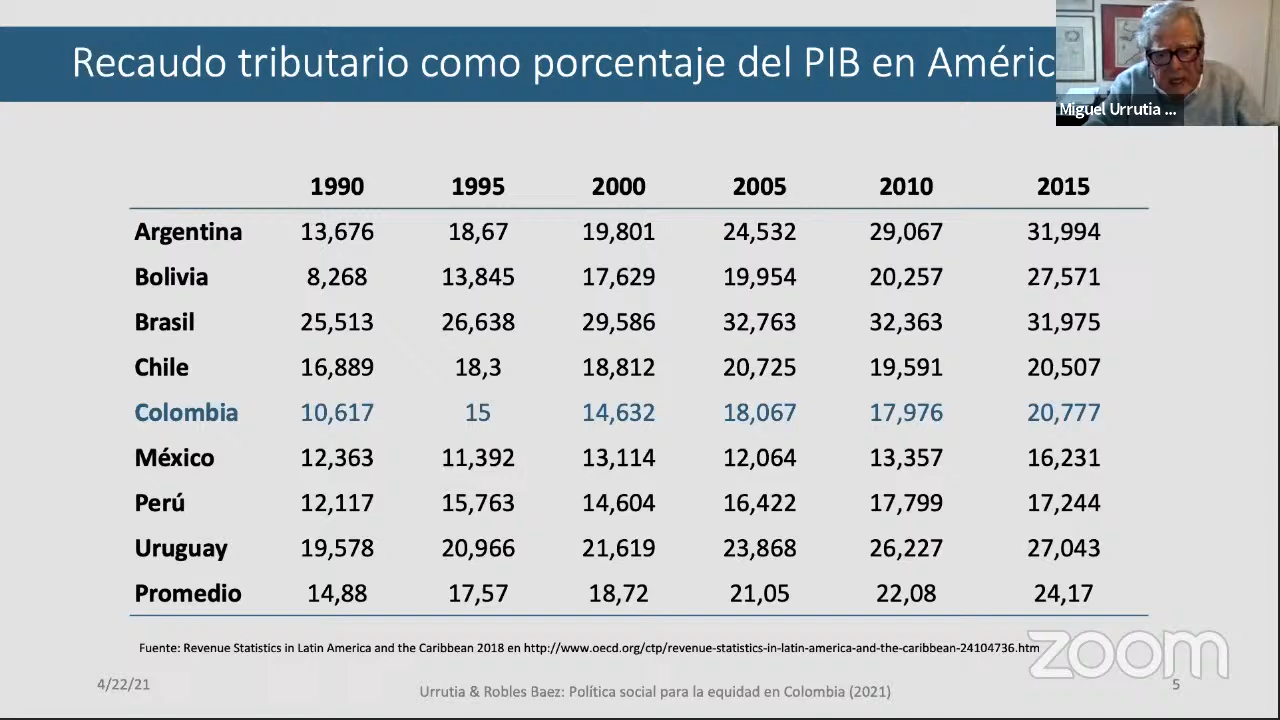 Recaudo tributario como porcentaje del PIB en Améric
Miguel Urrutia ...
1990 1995 2000 2005 2010 2015
Argentina 13,676 18,67 19,801 24,532 29,067 31,994
Bolivia 8,268 13,845 17,629 19,954 20,257 27,571
Brasil 25,513 26,638 29,586 32,763 32,363 31,975
Chile 16,889 18,3 18,812 20,725 19,591 20,507
Colombia 10,617 15 14,632 18,067 17,976 20,777
México 12,363 11,392 13,114 12,064 13,357 16,231
Perú 12,117 15,763 14,604 16,422 17,799 17,244
Uruguay 19,578 20,966 21,619 23,868 26,227 27,043
Promedio 14,88 17,57 18,72 21,05 22,08 24,17
Fuente: Revenue Statistics in Latin America and the Caribbean 2018 en http://www.oecd.org/ctp/revenue-statistics-in-latin-america-and-the-caribbean-24104736.htm
zoom
4/22/21 Urrutia & Robles Baez: Política social para la equidad en Colombia (2021) 5